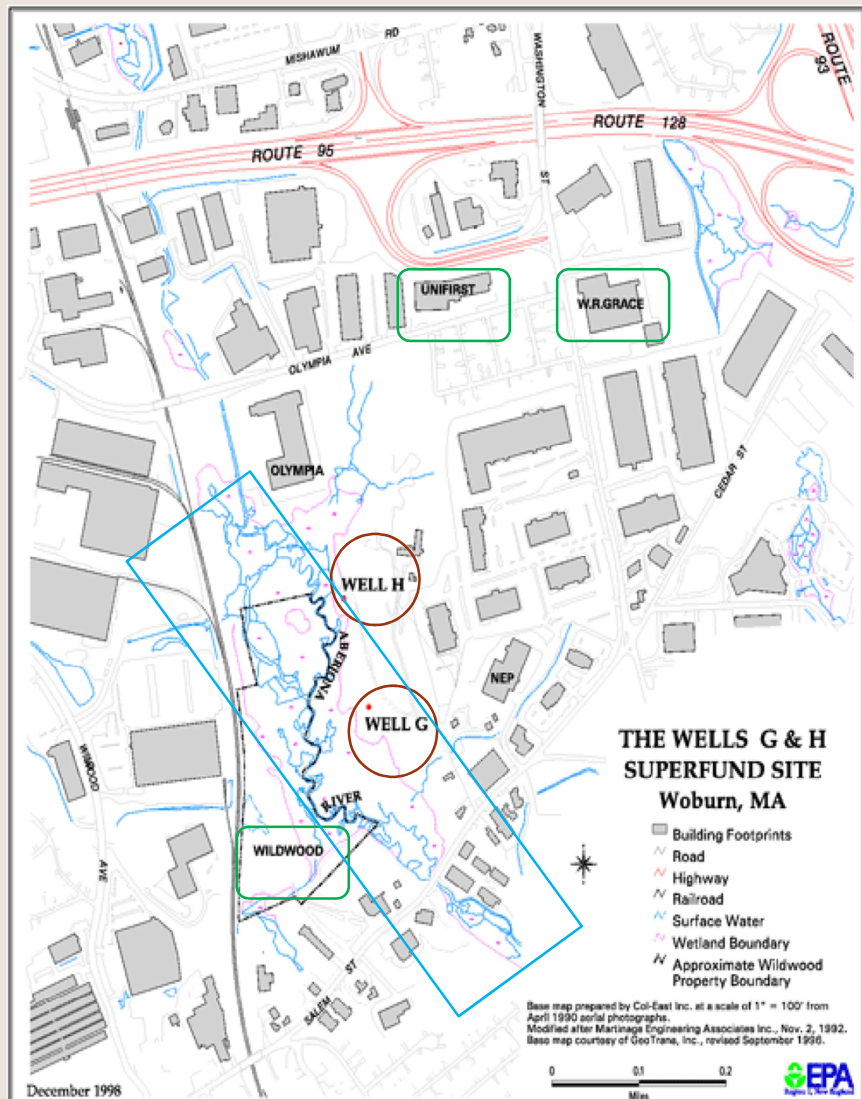 MISHAWUM RD
WASHINGTON ST
ROUTE 93
ROUTE 95
ROUTE 128
UNIFIRST
W.R.GRACE
OLYMPIA AVE
OLYMPIA
CEDAR ST
WELL H
ABERJONA RIVER
NEP
WELL G
WILDWOOD
AVE
SALEM ST
THE WELLS G & H
SUPERFUND SITE
Woburn, MA
Building Footprints
Road
Highway
Railroad
Surface Water
Wetland Boundary
Approximate Wildwood
Property Boundary
Base map prepared by Col-East Inc. at a scale of 1" = 100' from
April 1990 aerial photographs.
Modified after Martinage Engineering Associates Inc., Nov. 2, 1992.
Base map courtesy of GeoTrans, Inc., revised September 1996.
0 0.1 0.2
Miles
EPA
Region 1, New England
December 1998